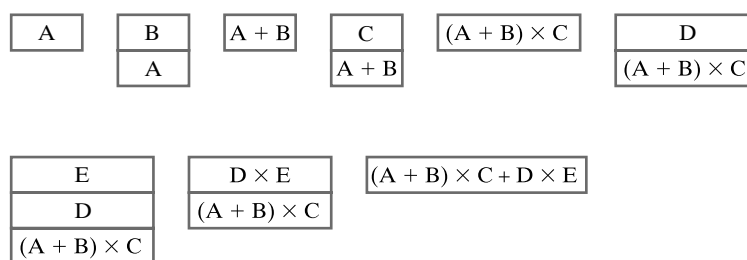 A
B
A
A + B
C
A + B
(A + B) × C
D
(A + B) × C
E
D
(A + B) × C
D × E
(A + B) × C
(A + B) × C + D × E